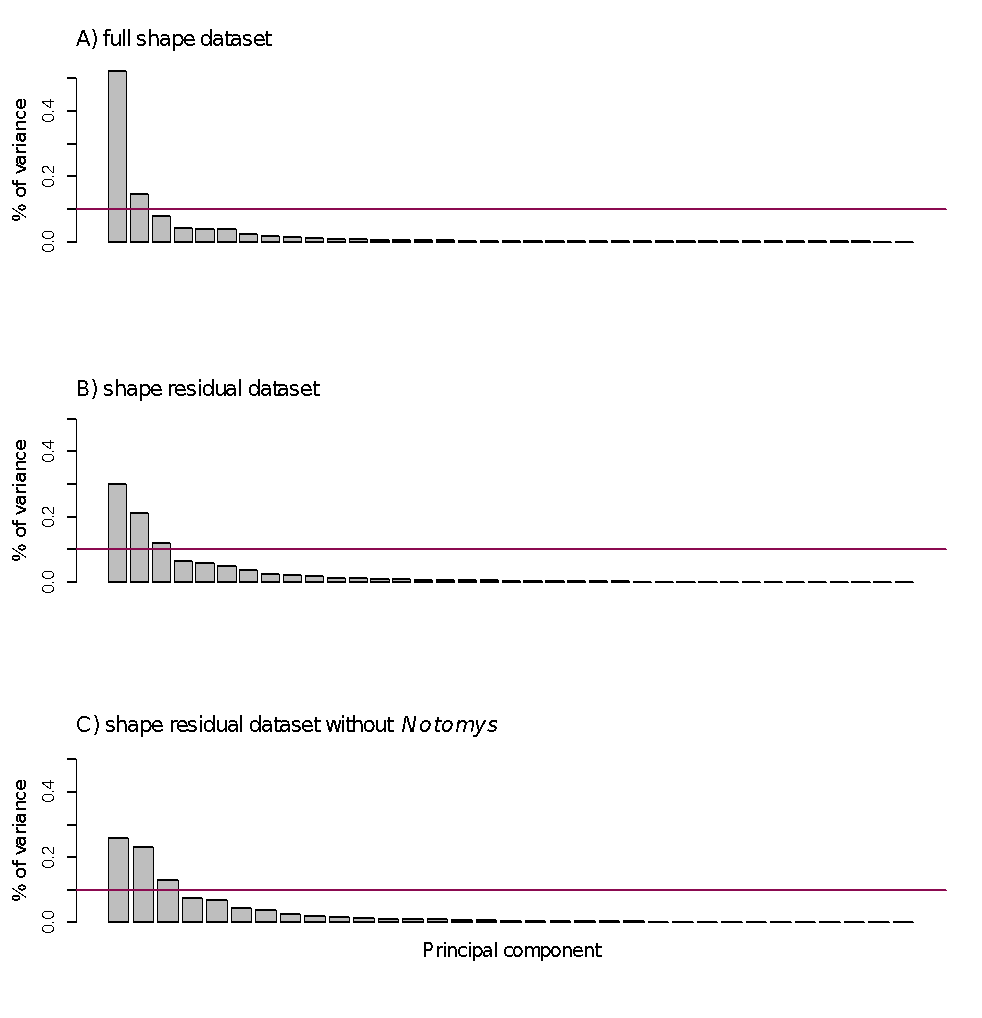 A) full shape dataset
% of variance
0.0 0.2 0.4
B) shape residual dataset
% of variance
0.0 0.2 0.4
C) shape residual dataset without Notomys
% of variance
0.0 0.2 0.4
Principal component